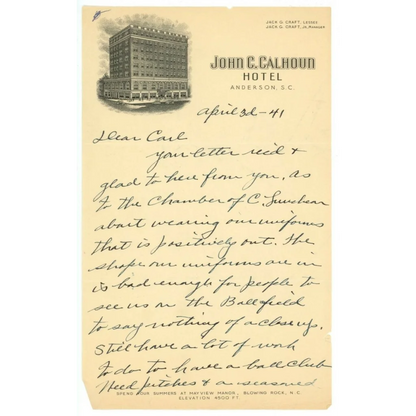 JACK G. CRAFT, LESSEE
JACK G. CRAFT, JR, MANAGER
JOHN C. CALHOUN
HOTEL
ANDERSON, S.C.
April 3d - 41
Dear Carl
your letter recd &
glad to here from you, as
to the Chamber of C. Luncheon
about wearing our uniforms
that is positively out. The
shape our uniforms are in
is bad enough for people to
see us on the Ballfield
to say nothing of a closeup.
Still have a lot of work
to do to have a ball club
Need pitchers & a seasoned
SPEND YOUR SUMMERS AT MAYVIEW MANOR, BLOWING ROCK, N.C.
ELEVATION 4500 FT.